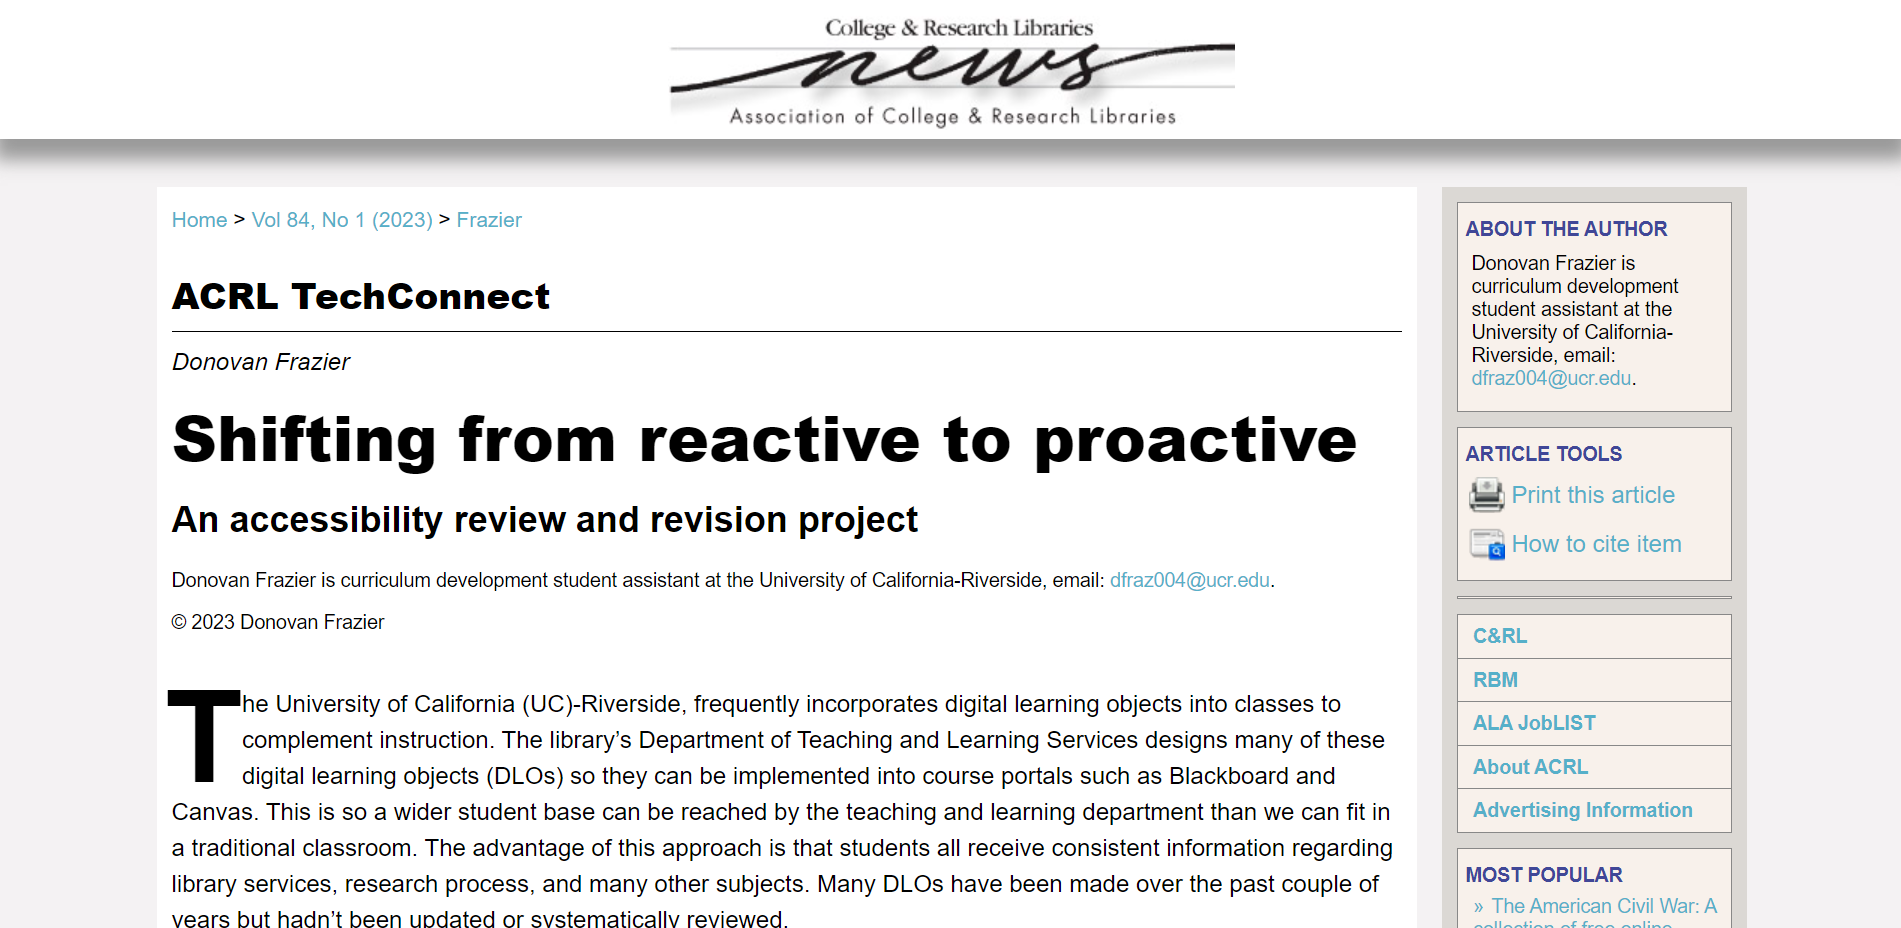 College & Research Libraries
news
Association of College & Research Libraries
Home > Vol 84, No 1 (2023) > Frazier
ACRL TechConnect
Donovan Frazier
Shifting from reactive to proactive
An accessibility review and revision project
Donovan Frazier is curriculum development student assistant at the University of California-Riverside, email: dfraz004@ucr.edu.
© 2023 Donovan Frazier
The University of California (UC)-Riverside, frequently incorporates digital learning objects into classes to
complement instruction. The library’s Department of Teaching and Learning Services designs many of these
digital learning objects (DLOs) so they can be implemented into course portals such as Blackboard and
Canvas. This is so a wider student base can be reached by the teaching and learning department than we can fit in
a traditional classroom. The advantage of this approach is that students all receive consistent information regarding
library services, research process, and many other subjects. Many DLOs have been made over the past couple of
years but hadn’t been updated or systematically reviewed.
ABOUT THE AUTHOR
Donovan Frazier is
curriculum development
student assistant at the
University of California-
Riverside, email:
dfraz004@ucr.edu.
ARTICLE TOOLS
Print this article
How to cite item
C&RL
RBM
ALA JobLIST
About ACRL
Advertising Information
MOST POPULAR
» The American Civil War: A
collection of free online